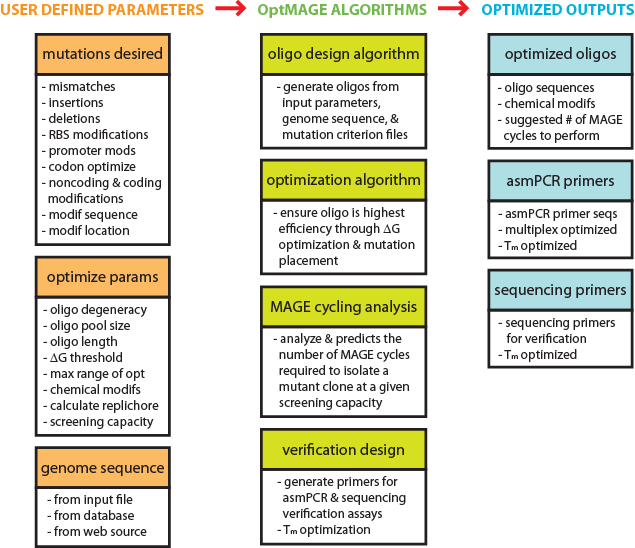 USER DEFINED PARAMETERS → OptMAGE ALGORITHMS → OPTIMIZED OUTPUTS
mutations desired
- mismatches
- insertions
- deletions
- RBS modifications
- promoter mods
- codon optimize
- noncoding & coding
modifications
- modif sequence
- modif location
optimize params
- oligo degeneracy
- oligo pool size
- oligo length
- ΔG threshold
- max range of opt
- chemical modifs
- calculate replichore
- screening capacity
genome sequence
- from input file
- from database
- from web source
oligo design algorithm
- generate oligos from
input parameters,
genome sequence, &
mutation criterion files
optimization algorithm
- ensure oligo is highest
efficiency through ΔG
optimization & mutation
placement
MAGE cycling analysis
- analyze & predicts the
number of MAGE cycles
required to isolate a
mutant clone at a given
screening capacity
verification design
- generate primers for
asmPCR & sequencing
verification assays
- Tm optimization
optimized oligos
- oligo sequences
- chemical modifs
- suggested # of MAGE
cycles to perform
asmPCR primers
- asmPCR primer seqs
- multiplex optimized
- Tm optimized
sequencing primers
- sequencing primers
for verification
- Tm optimized